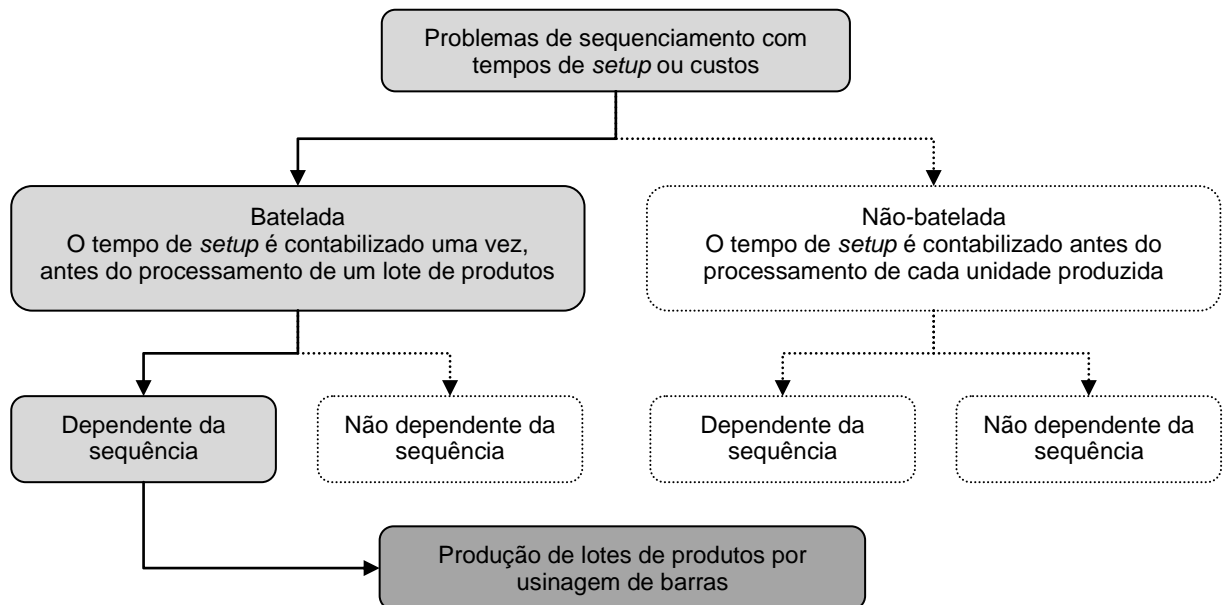 Problemas de sequenciamento com
tempos de setup ou custos
Batelada
O tempo de setup é contabilizado uma vez,
antes do processamento de um lote de produtos
Não-batelada
O tempo de setup é contabilizado antes do
processamento de cada unidade produzida
Dependente da
sequência
Não dependente da
sequência
Dependente da
sequência
Não dependente da
sequência
Produção de lotes de produtos por
usinagem de barras